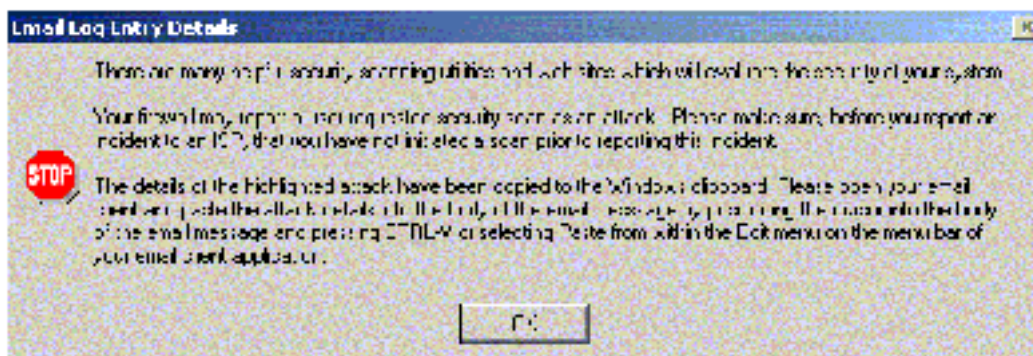 Email Log Entry Details
There are many helpful security scanning utilities and web sites which will evaluate the security of your system
Your firewall may report a user requested security scan as an attack. Please make sure, before you report an
incident to an ISP, that you have not initiated a scan prior to reporting this incident.
STOP
The details of the highlighted attack have been copied to the Windows clipboard. Please open your email
client and paste the attack details into the body of the email message by positioning the cursor into the body
of the email message and pressing CTRL-V or selecting Paste from within the Edit menu on the menu bar of
your email client application.
OK